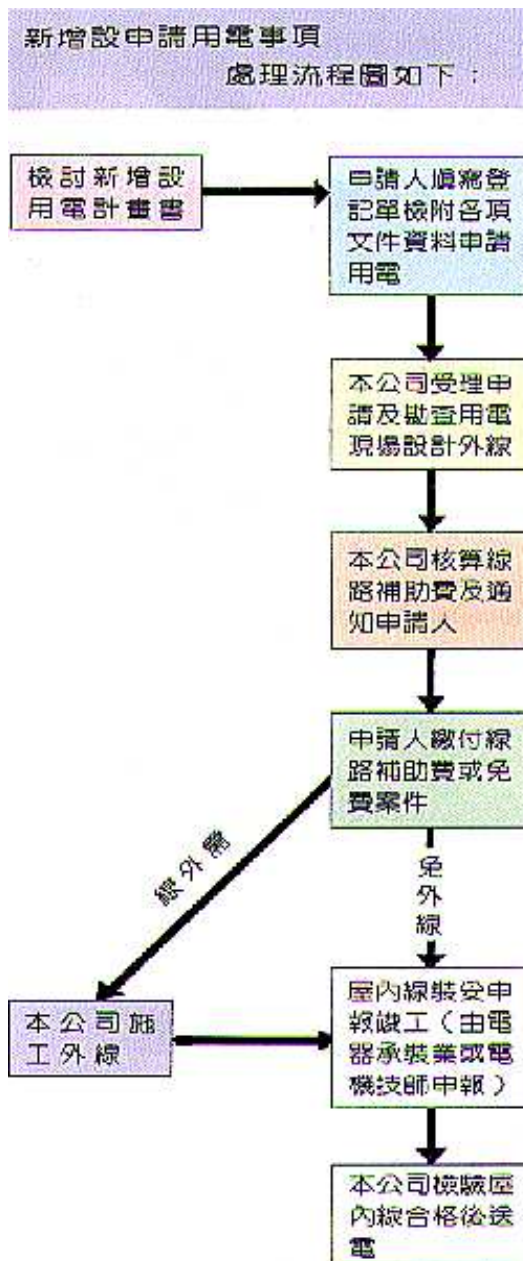 新增設申請用電事項
處理流程圖如下：
檢討新增設
用電計畫書
申請人填寫登
記單檢附各項
文件資料申請
用電
本公司受理申
請及勘查用電
現場設計外線
本公司核算線
路補助費及通
知申請人
申請人繳付線
路補助費或免
費案件
線外需
免外線
本公司施
工外線
屋內線裝受申
報竣工（由電
器承裝業或電
機技師申報）
本公司檢驗屋
內線合格後送
電